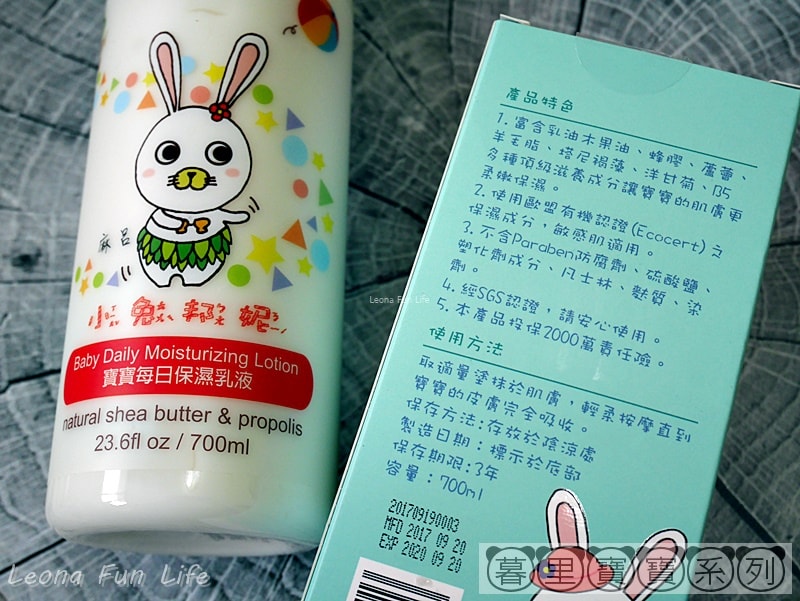 麻呂
小兔邦妮
Baby Daily Moisturizing Lotion
寶寶每日保濕乳液
natural shea butter & propolis
23.6fl oz / 700ml
產品特色
1. 富含乳油木果油、蜂膠、蘆薈、
羊毛脂、塔尼褐藻、洋甘菊、B5
多種頂級滋養成分讓寶寶的肌膚更
柔嫩保濕。
2. 使用歐盟有機認證(Ecocert)之
保濕成分，敏感肌適用。
3. 不含Paraben防腐劑、硫酸鹽、
塑化劑成分、凡士林、麩質、染
劑。
4. 經SGS認證，請安心使用。
5. 本產品投保2000萬責任險。
使用方法
取適量塗抹於肌膚，輕柔按摩直到
寶寶的皮膚完全吸收。
保存方法:存放於陰涼處
製造日期：標示於底部
保存期限:3年
容量：700ml
201709190003
MFD 2017 09 20
EXP 2020 09 20
Leona Fun Life
Leona Fun Life
暮里寶寶系列